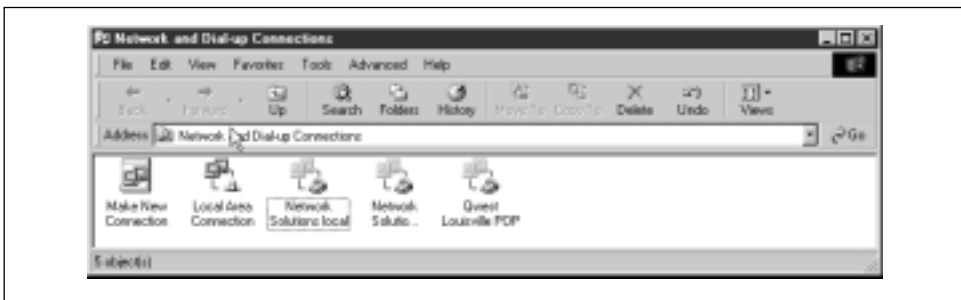 Network and Dial-up Connections
File Edit View Favorites Tools Advanced Help
Back Forward Up Search Folders History Move To Copy To Delete Undo Views
Address Network and Dial-up Connections Go
Make New Connection
Local Area Connection
Network Solutions local
Network Solutio...
Qwest Louisville POP
5 object(s)